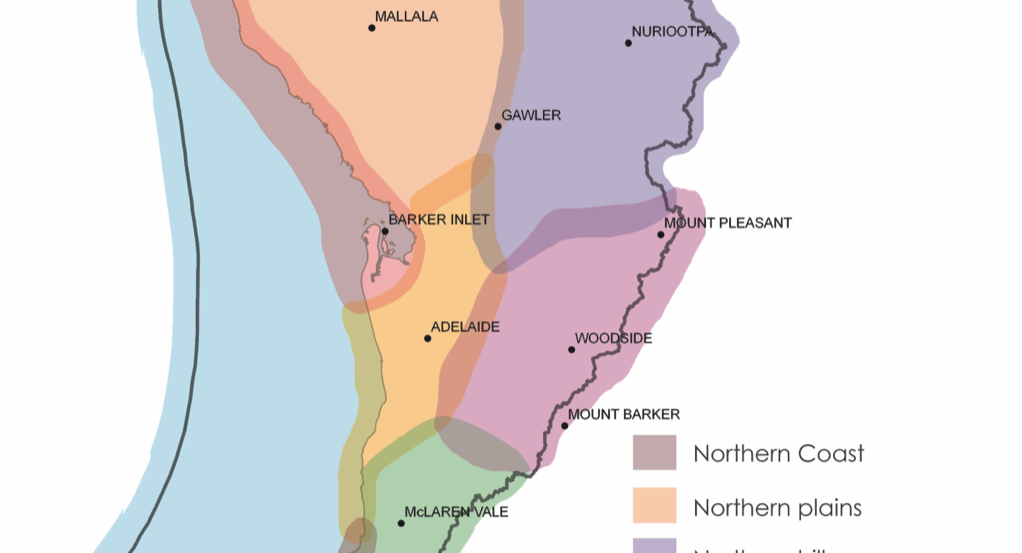 MALLALA
NURIOOTPA
GAWLER
BARKER INLET
MOUNT PLEASANT
ADELAIDE
WOODSIDE
MOUNT BARKER
Northern Coast
Northern plains
McLAREN VALE